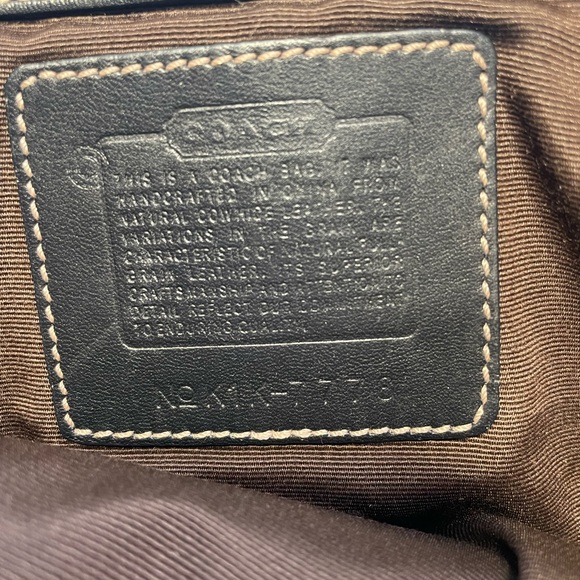 COACH
THIS IS A COACH BAG. IT WAS
HANDCRAFTED IN CHINA FROM
NATURAL COWHIDE LEATHER. THE
VARIATIONS IN THE GRAIN ARE
CHARACTERISTIC OF NATURAL FULL
GRAIN LEATHER. ITS SUPERIOR
CRAFTSMANSHIP AND ATTENTION TO
DETAIL REFLECT OUR COMMITMENT
TO ENDURING QUALITY.
No K1K-7778